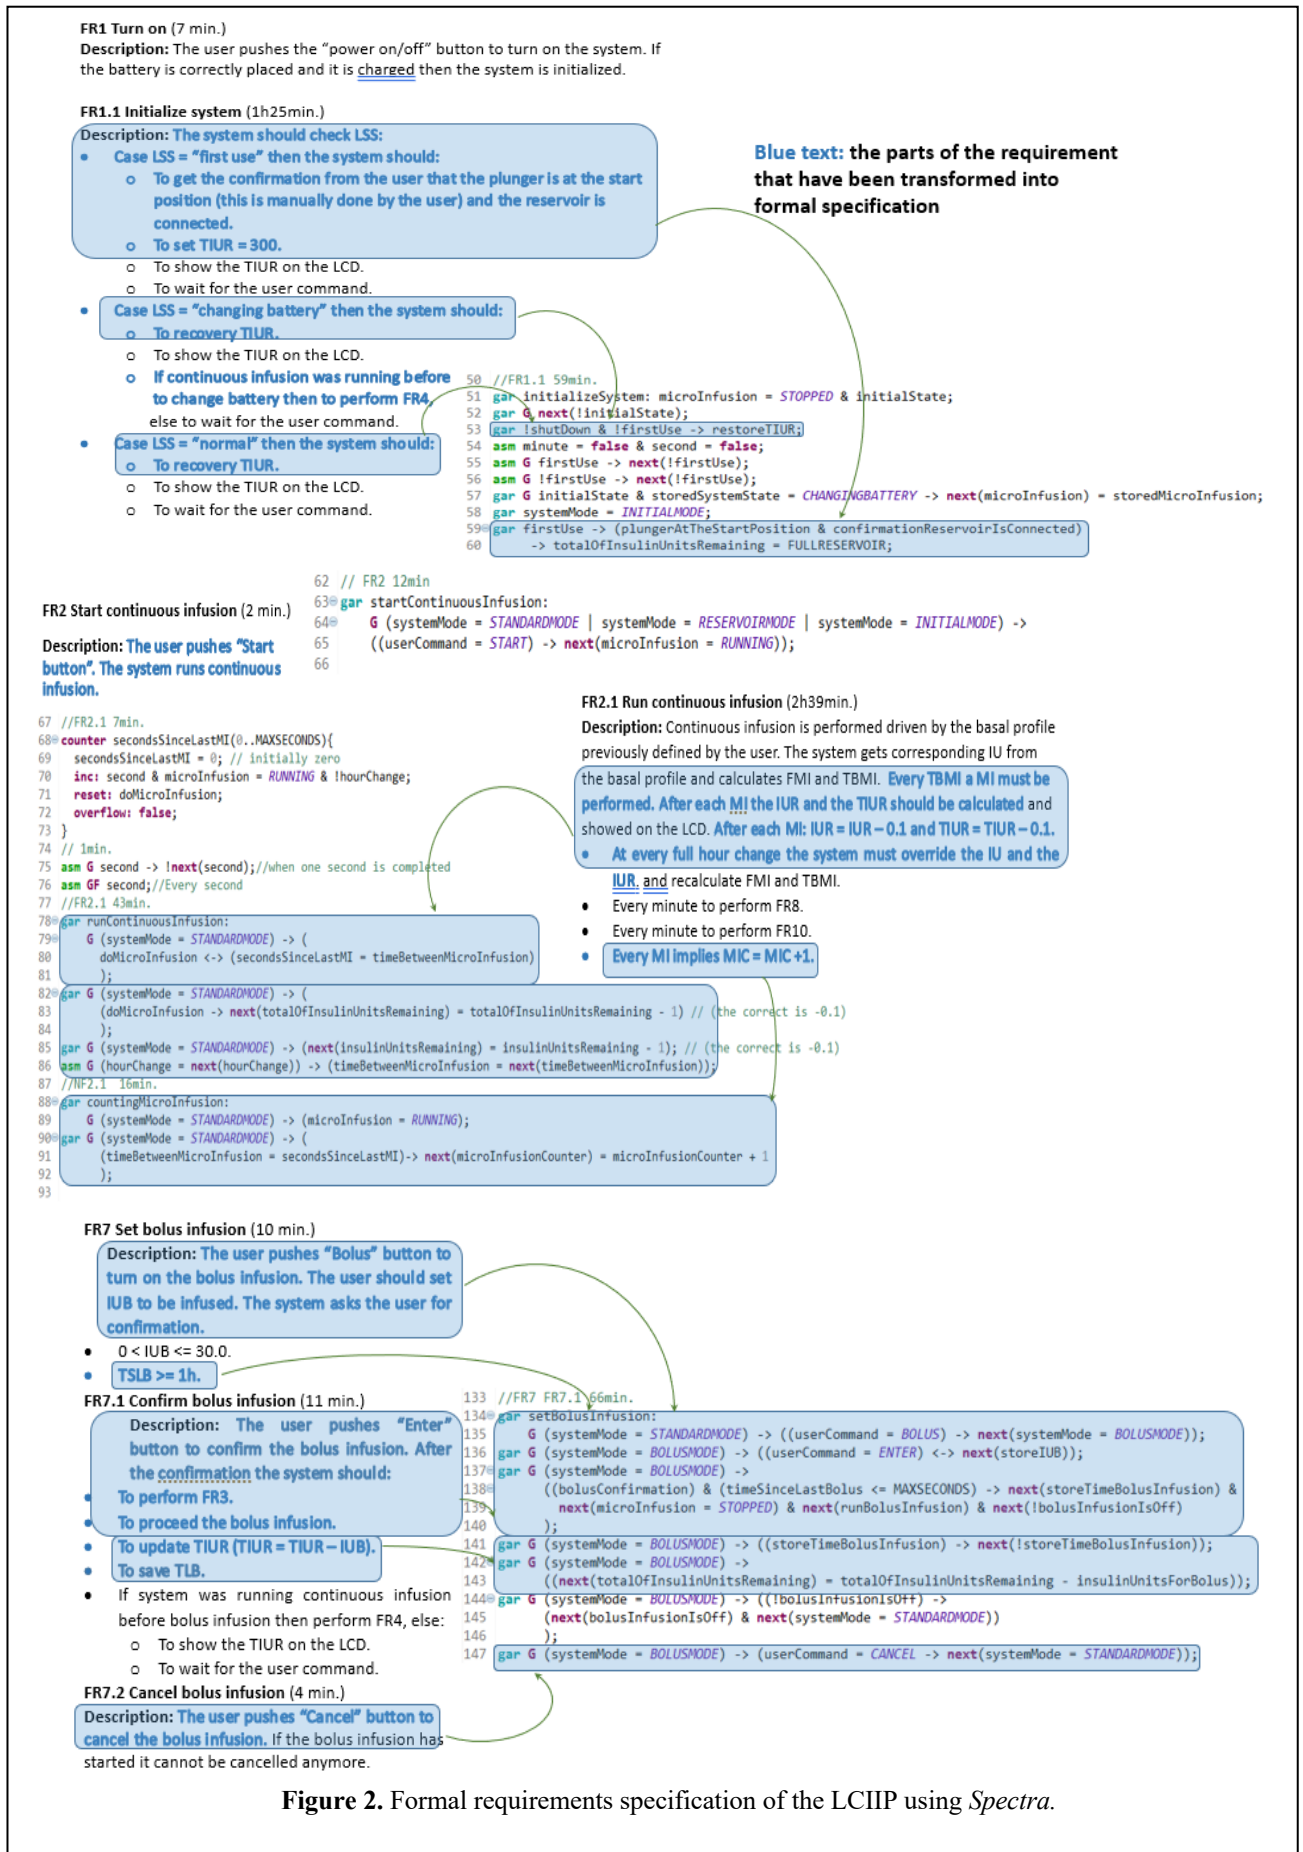 FR1 Turn on (7 min.)
Description: The user pushes the “power on/off” button to turn on the system. If
the battery is correctly placed and it is charged then the system is initialized.
FR1.1 Initialize system (1h25min.)
Description: The system should check LSS:
• Case LSS = “first use” then the system should:
o To get the confirmation from the user that the plunger is at the start
position (this is manually done by the user) and the reservoir is
connected.
o To set TIUR = 300.
o To show the TIUR on the LCD.
o To wait for the user command.
• Case LSS = “changing battery” then the system should:
o To recovery TIUR.
o To show the TIUR on the LCD.
o If continuous infusion was running before
to change battery then to perform FR4,
else to wait for the user command.
• Case LSS = “normal” then the system should:
o To recovery TIUR.
o To show the TIUR on the LCD.
o To wait for the user command.
Blue text: the parts of the requirement
that have been transformed into
formal specification
50 //FR1.1 59min.
51 gar initializeSystem: microInfusion = STOPPED & initialState;
52 gar G next(!initialState);
53 gar !shutDown & !firstUse -> restoreTIUR;
54 asm minute = false & second = false;
55 asm G firstUse -> next(!firstUse);
56 asm G !firstUse -> next(!firstUse);
57 gar G initialState & storedSystemState = CHANGINGBATTERY -> next(microInfusion) = storedMicroInfusion;
58 gar systemMode = INITIALMODE;
59 gar firstUse -> (plungerAtTheStartPosition & confirmationReservoirIsConnected)
60 -> totalOfInsulinUnitsRemaining = FULLRESERVOIR;
FR2 Start continuous infusion (2 min.)
Description: The user pushes “Start
button”. The system runs continuous
infusion.
62 // FR2 12min
63 gar startContinuousInfusion:
64 G (systemMode = STANDARDMODE | systemMode = RESERVOIRMODE | systemMode = INITIALMODE) ->
65 ((userCommand = START) -> next(microInfusion = RUNNING));
66
FR2.1 Run continuous infusion (2h39min.)
Description: Continuous infusion is performed driven by the basal profile
previously defined by the user. The system gets corresponding IU from
the basal profile and calculates FMI and TBMI. Every TBMI a MI must be
performed. After each MI the IUR and the TIUR should be calculated and
showed on the LCD. After each MI: IUR = IUR – 0.1 and TIUR = TIUR – 0.1.
• At every full hour change the system must override the IU and the
IUR. and recalculate FMI and TBMI.
• Every minute to perform FR8.
• Every minute to perform FR10.
• Every MI implies MIC = MIC +1.
67 //FR2.1 7min.
68 counter secondsSinceLastMI(0..MAXSECONDS){
69 secondsSinceLastMI = 0; // initially zero
70 inc: second & microInfusion = RUNNING & !hourChange;
71 reset: doMicroInfusion;
72 overflow: false;
73 }
74 // 1min.
75 asm G second -> !next(second);//when one second is completed
76 asm GF second;//Every second
77 //FR2.1 43min.
78 gar runContinuousInfusion:
79 G (systemMode = STANDARDMODE) -> (
80 doMicroInfusion <-> (secondsSinceLastMI = timeBetweenMicroInfusion)
81 );
82 gar G (systemMode = STANDARDMODE) -> (
83 (doMicroInfusion -> next(totalOfInsulinUnitsRemaining) = totalOfInsulinUnitsRemaining - 1) // (the correct is -0.1)
84 );
85 gar G (systemMode = STANDARDMODE) -> (next(insulinUnitsRemaining) = insulinUnitsRemaining - 1); // (the correct is -0.1)
86 asm G (hourChange = next(hourChange)) -> (timeBetweenMicroInfusion = next(timeBetweenMicroInfusion));
87 //NF2.1 16min.
88 gar countingMicroInfusion:
89 G (systemMode = STANDARDMODE) -> (microInfusion = RUNNING);
90 gar G (systemMode = STANDARDMODE) -> (
91 (timeBetweenMicroInfusion = secondsSinceLastMI)-> next(microInfusionCounter) = microInfusionCounter + 1
92 );
93
FR7 Set bolus infusion (10 min.)
Description: The user pushes “Bolus” button to
turn on the bolus infusion. The user should set
IUB to be infused. The system asks the user for
confirmation.
• 0 < IUB <= 30.0.
• TSLB >= 1h.
FR7.1 Confirm bolus infusion (11 min.)
Description: The user pushes “Enter”
button to confirm the bolus infusion. After
the confirmation the system should:
• To perform FR3.
• To proceed the bolus infusion.
• To update TIUR (TIUR = TIUR – IUB).
• To save TLB.
• If system was running continuous infusion
before bolus infusion then perform FR4, else:
o To show the TIUR on the LCD.
o To wait for the user command.
FR7.2 Cancel bolus infusion (4 min.)
Description: The user pushes “Cancel” button to
cancel the bolus infusion. If the bolus infusion has
started it cannot be cancelled anymore.
133 //FR7 FR7.1 66min.
134 gar setBolusInfusion:
135 G (systemMode = STANDARDMODE) -> ((userCommand = BOLUS) -> next(systemMode = BOLUSMODE));
136 gar G (systemMode = BOLUSMODE) -> ((userCommand = ENTER) <-> next(storeIUB));
137 gar G (systemMode = BOLUSMODE) ->
138 ((bolusConfirmation) & (timeSinceLastBolus <= MAXSECONDS) -> next(storeTimeBolusInfusion) &
139 next(microInfusion = STOPPED) & next(runBolusInfusion) & next(!bolusInfusionIsOff)
140 );
141 gar G (systemMode = BOLUSMODE) -> ((storeTimeBolusInfusion) -> next(!storeTimeBolusInfusion));
142 gar G (systemMode = BOLUSMODE) ->
143 ((next(totalOfInsulinUnitsRemaining) = totalOfInsulinUnitsRemaining - insulinUnitsForBolus));
144 gar G (systemMode = BOLUSMODE) -> ((!bolusInfusionIsOff) ->
145 (next(bolusInfusionIsOff) & next(systemMode = STANDARDMODE))
146 );
147 gar G (systemMode = BOLUSMODE) -> (userCommand = CANCEL -> next(systemMode = STANDARDMODE));
Figure 2. Formal requirements specification of the LCIIP using Spectra.